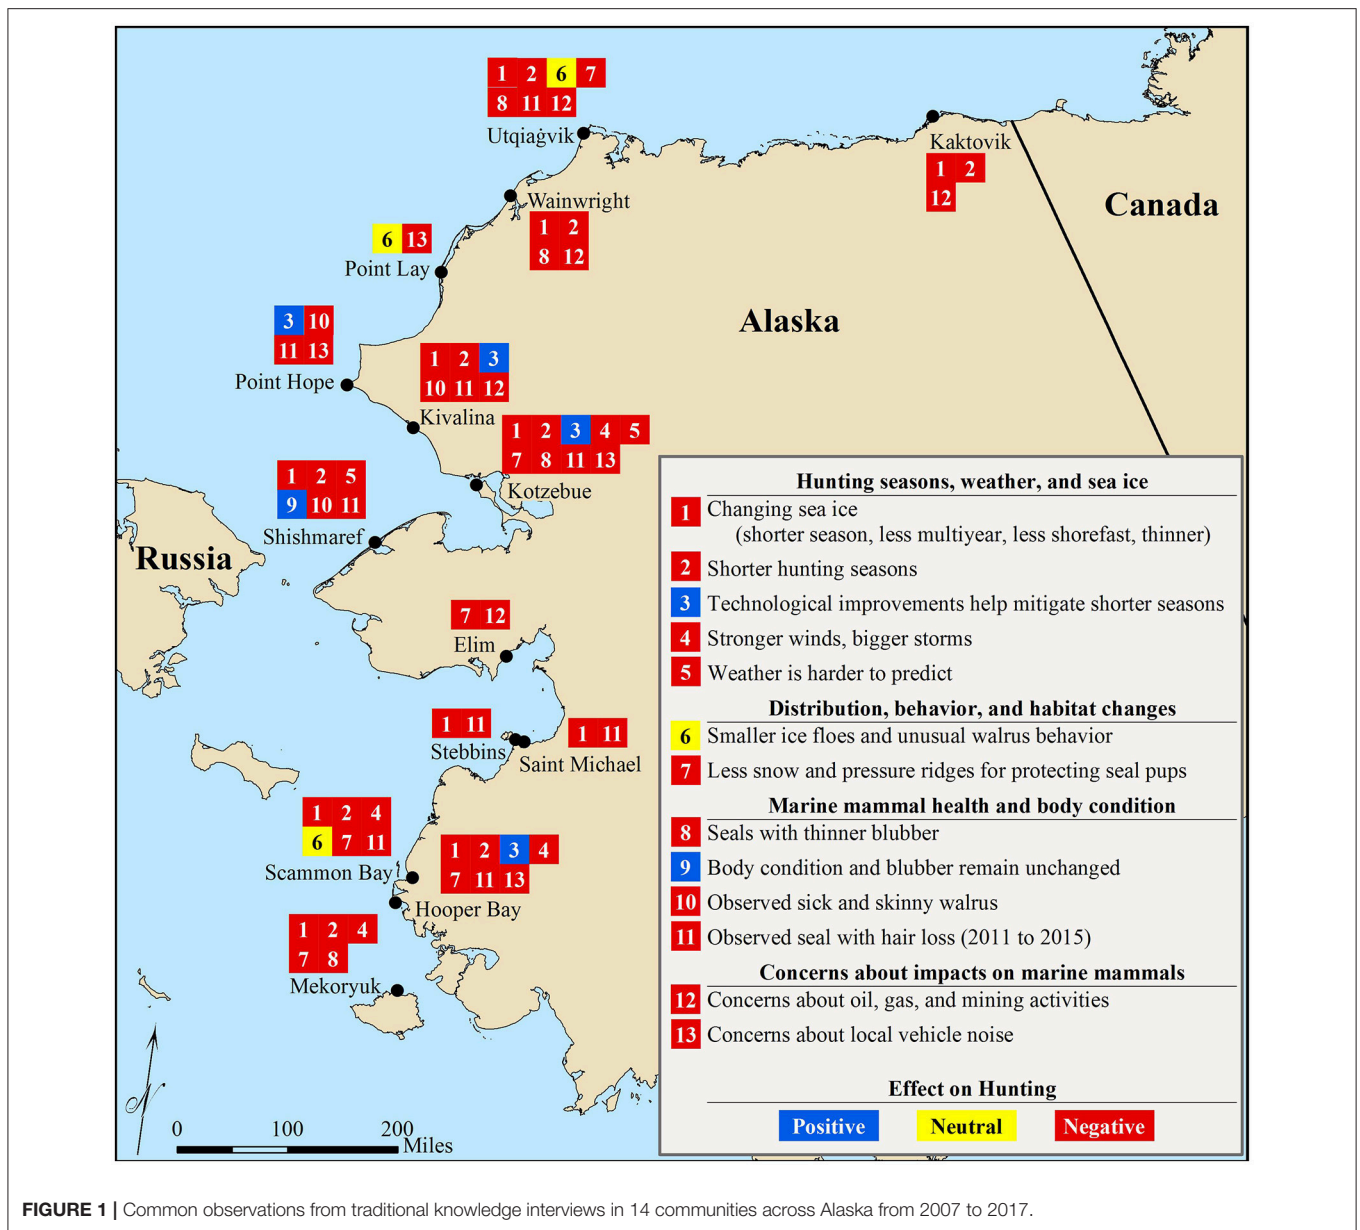 1 2 6 7
8 11 12
Utqiaġvik
Kaktovik
1 2
12
Canada
Wainwright
1 2
8 12
6 13
Point Lay
Alaska
3 10
11 13
Point Hope
1 2 3
10 11 12
Kivalina
1 2 3 4 5
7 8 11 13
Kotzebue
1 2 5
9 10 11
Shishmaref
Russia
7 12
Elim
1 11
Stebbins
1 11
Saint Michael
1 2 4
6 7 11
Scammon Bay
1 2 3 4
7 11 13
Hooper Bay
1 2 4
7 8
Mekoryuk
N
0 100 200
Miles
Hunting seasons, weather, and sea ice
1 Changing sea ice
(shorter season, less multiyear, less shorefast, thinner)
2 Shorter hunting seasons
3 Technological improvements help mitigate shorter seasons
4 Stronger winds, bigger storms
5 Weather is harder to predict
Distribution, behavior, and habitat changes
6 Smaller ice floes and unusual walrus behavior
7 Less snow and pressure ridges for protecting seal pups
Marine mammal health and body condition
8 Seals with thinner blubber
9 Body condition and blubber remain unchanged
10 Observed sick and skinny walrus
11 Observed seal with hair loss (2011 to 2015)
Concerns about impacts on marine mammals
12 Concerns about oil, gas, and mining activities
13 Concerns about local vehicle noise
Effect on Hunting
Positive Neutral Negative
FIGURE 1 | Common observations from traditional knowledge interviews in 14 communities across Alaska from 2007 to 2017.